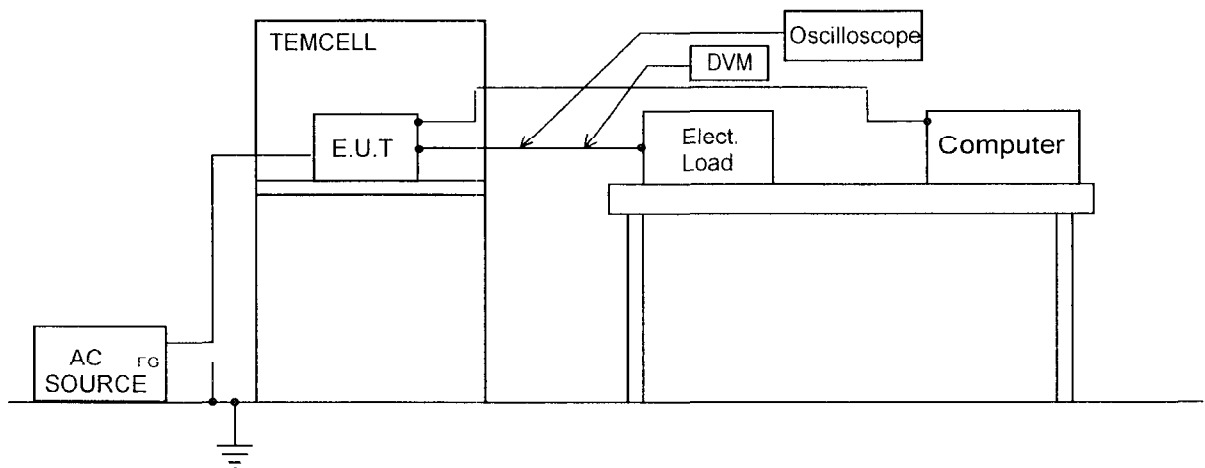 TEMCELL
Oscilloscope
DVM
E.U.T
Elect.
Load
Computer
AC
SOURCE